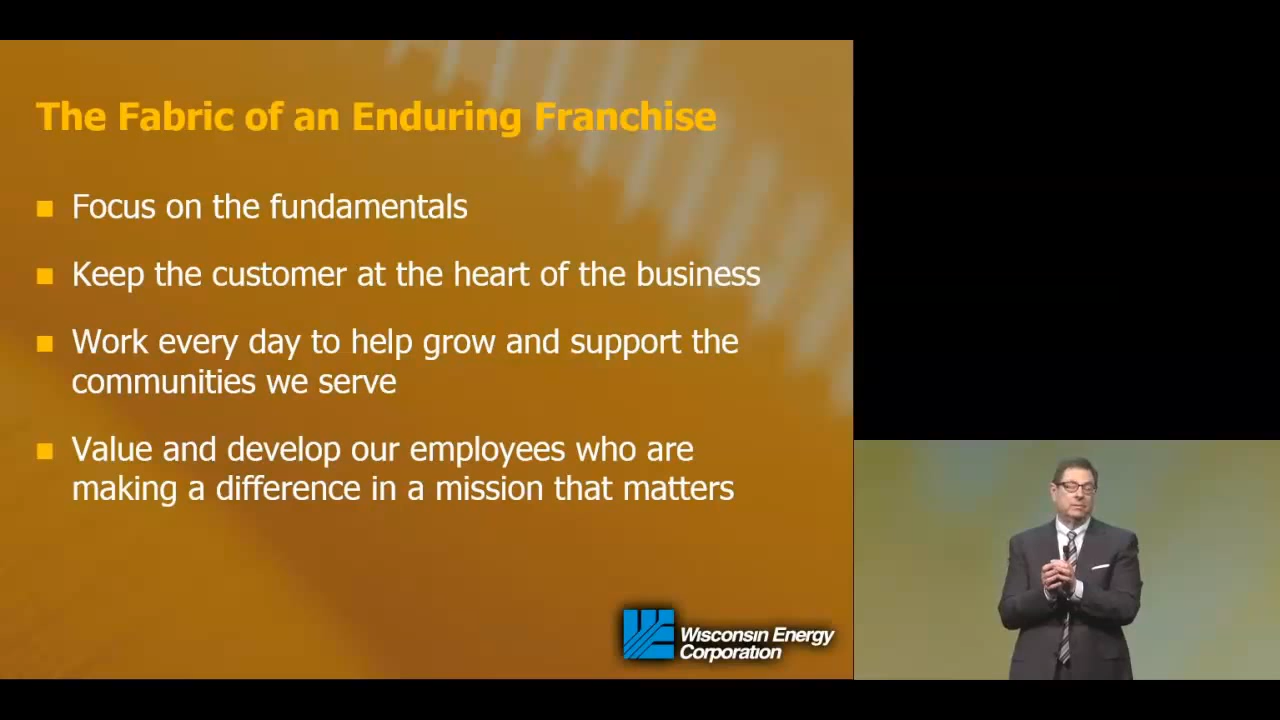 The Fabric of an Enduring Franchise
Focus on the fundamentals
Keep the customer at the heart of the business
Work every day to help grow and support the
communities we serve
Value and develop our employees who are
making a difference in a mission that matters
Wisconsin Energy
Corporation